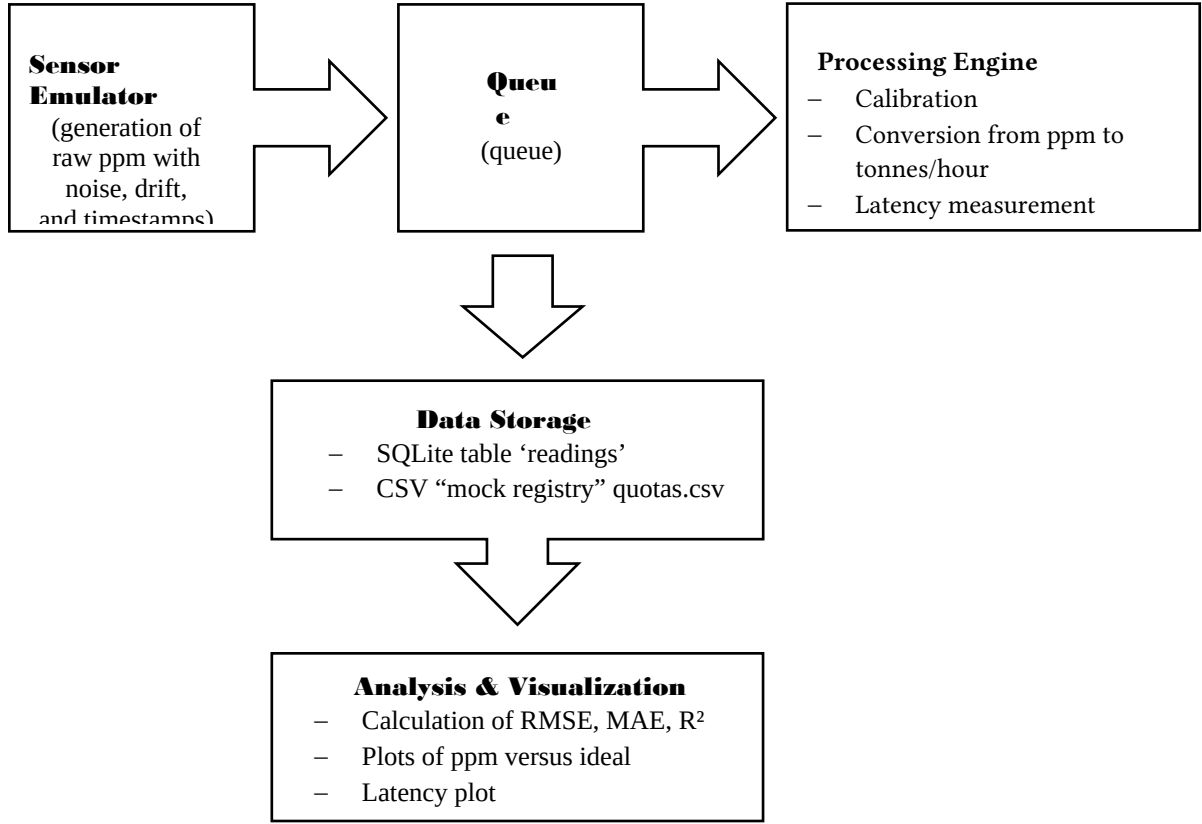 Sensor
Emulator
(generation of
raw ppm with
noise, drift,
and timestamps)
Queu
e
(queue)
Processing Engine
– Calibration
– Conversion from ppm to
tonnes/hour
– Latency measurement
Data Storage
– SQLite table ‘readings’
– CSV “mock registry” quotas.csv
Analysis & Visualization
– Calculation of RMSE, MAE, R²
– Plots of ppm versus ideal
– Latency plot